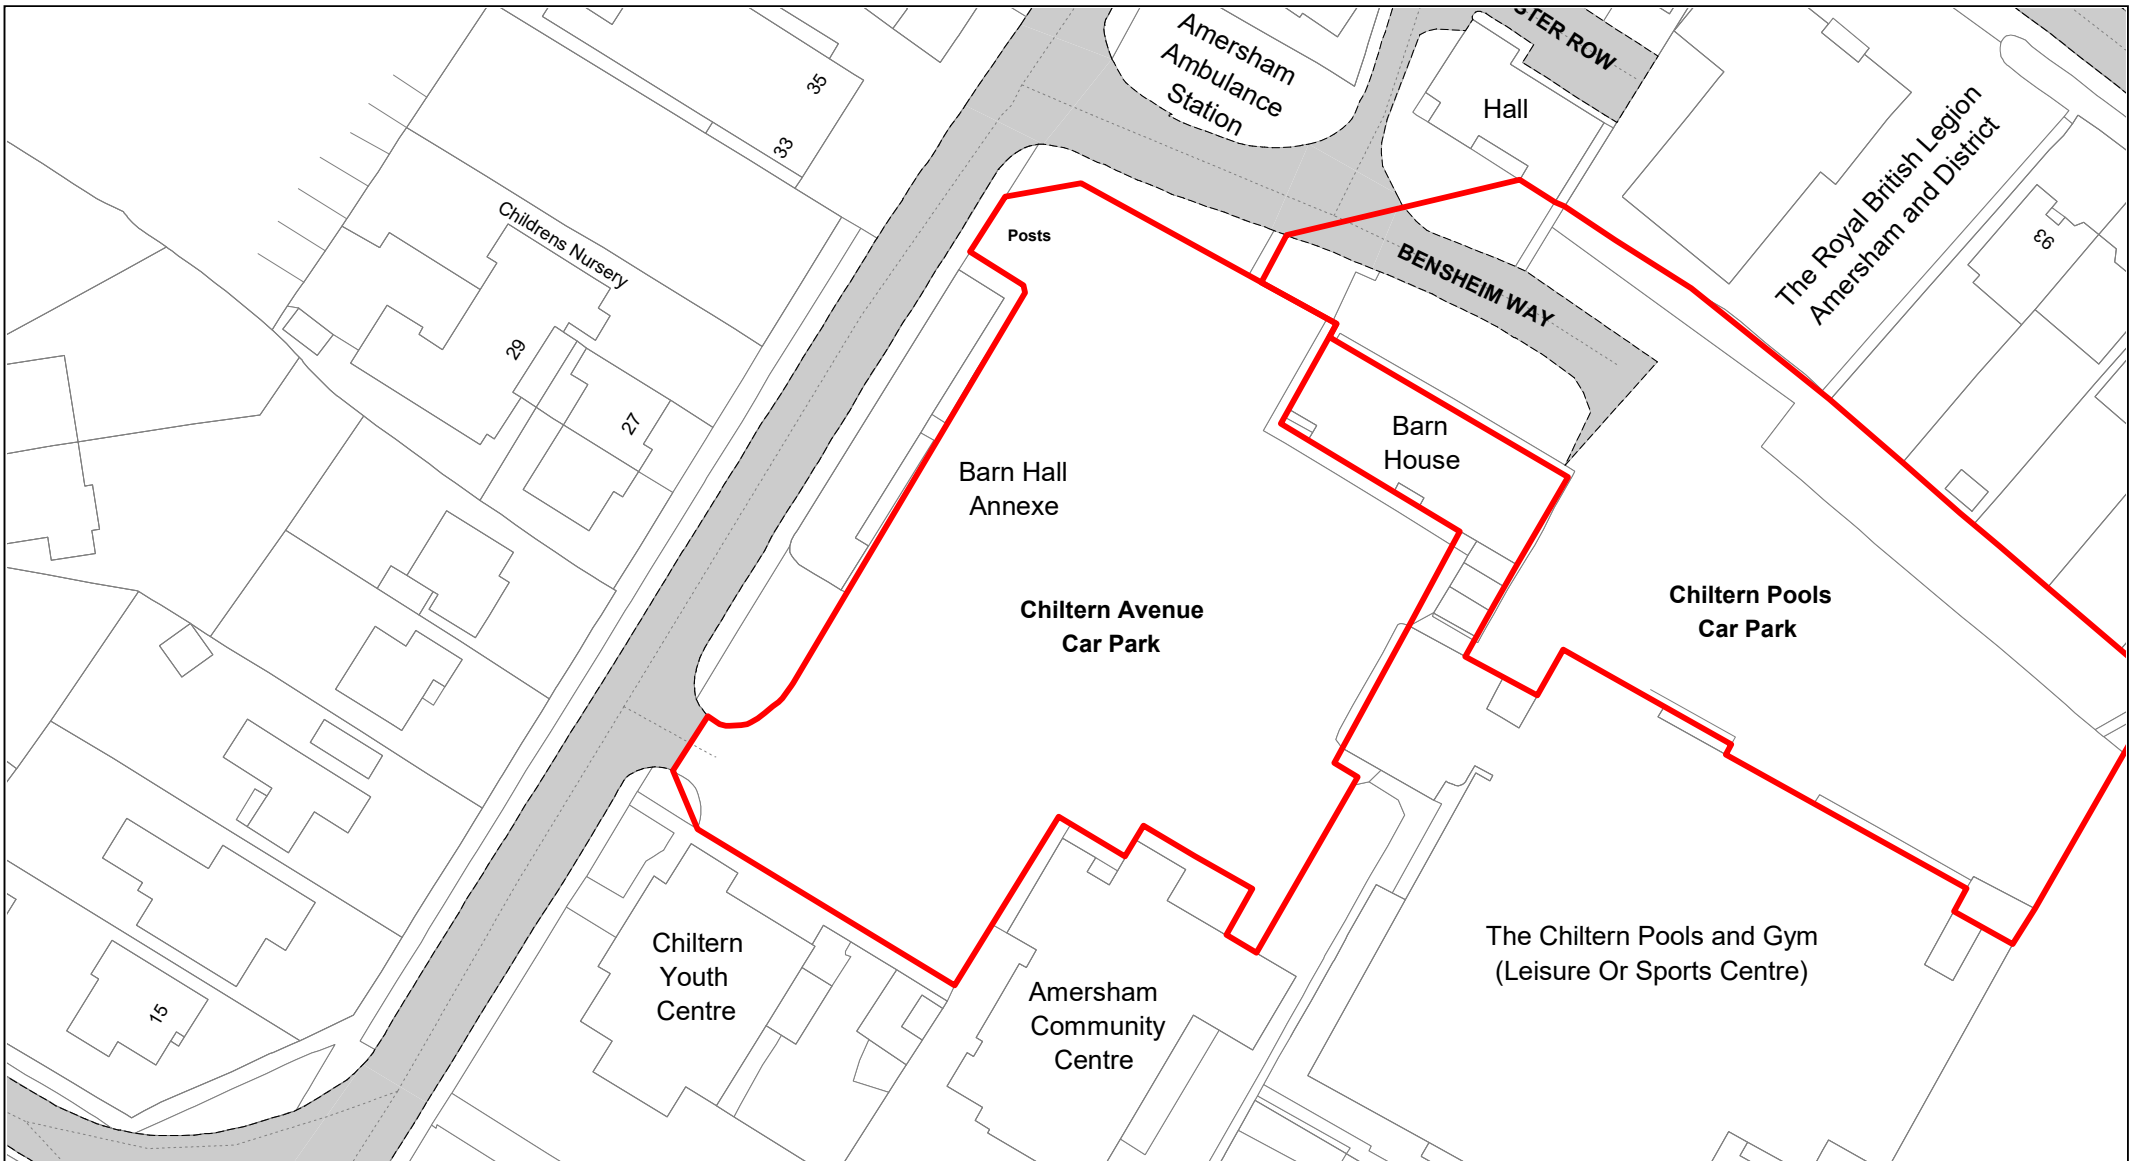 STER ROW
Amersham
Ambulance
Station
Hall
The Royal British Legion
Amersham and District
35
33
93
Childrens Nursery
Posts
BENSHEIM WAY
29
27
Barn
House
Barn Hall
Annexe
Chiltern Avenue
Car Park
Chiltern Pools
Car Park
Chiltern
Youth
Centre
The Chiltern Pools and Gym
(Leisure Or Sports Centre)
Amersham
Community
Centre
15